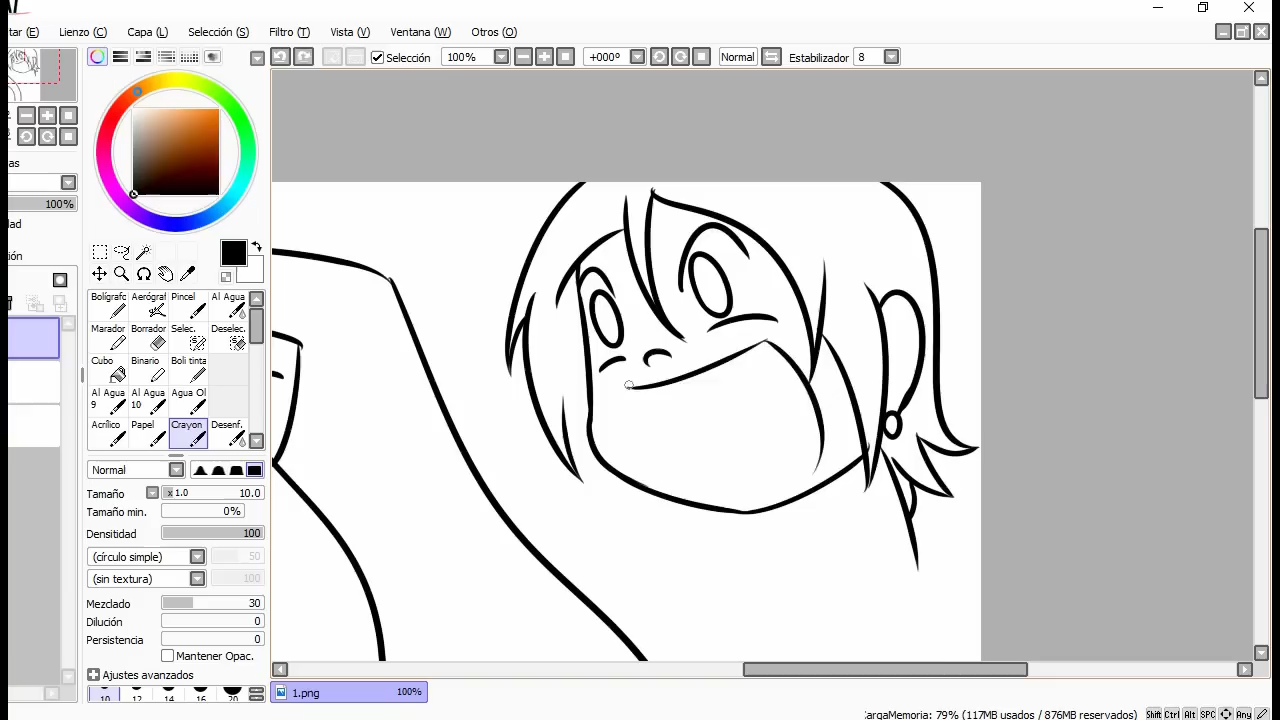 AI
tar (E) Lienzo (C) Capa (L) Selección (S) Filtro (T) Vista (V) Ventana (W) Otros (O)
Selección 100% +000° Normal Estabilizador 8
as
100%
dad
ión
Bolígrafo Aerógraf Pincel Al Agua
Marador Borrador Selec. Deselec.
Cubo Binario Boli tinta
Al Agua 9 Al Agua 10 Agua Ol
Acrílico Papel Crayon Desenf.
Normal
Tamaño x 1.0 10.0
Tamaño min. 0%
Densitidad 100
(círculo simple) 50
(sin textura) 100
Mezclado 30
Dilución 0
Persistencia 0
Mantener Opac.
Ajustes avanzados
10 12 14 16 20
1.png 100%
CargaMemoria: 79% (117MB usados / 876MB reservados) Shift Ctrl Alt SPC Any